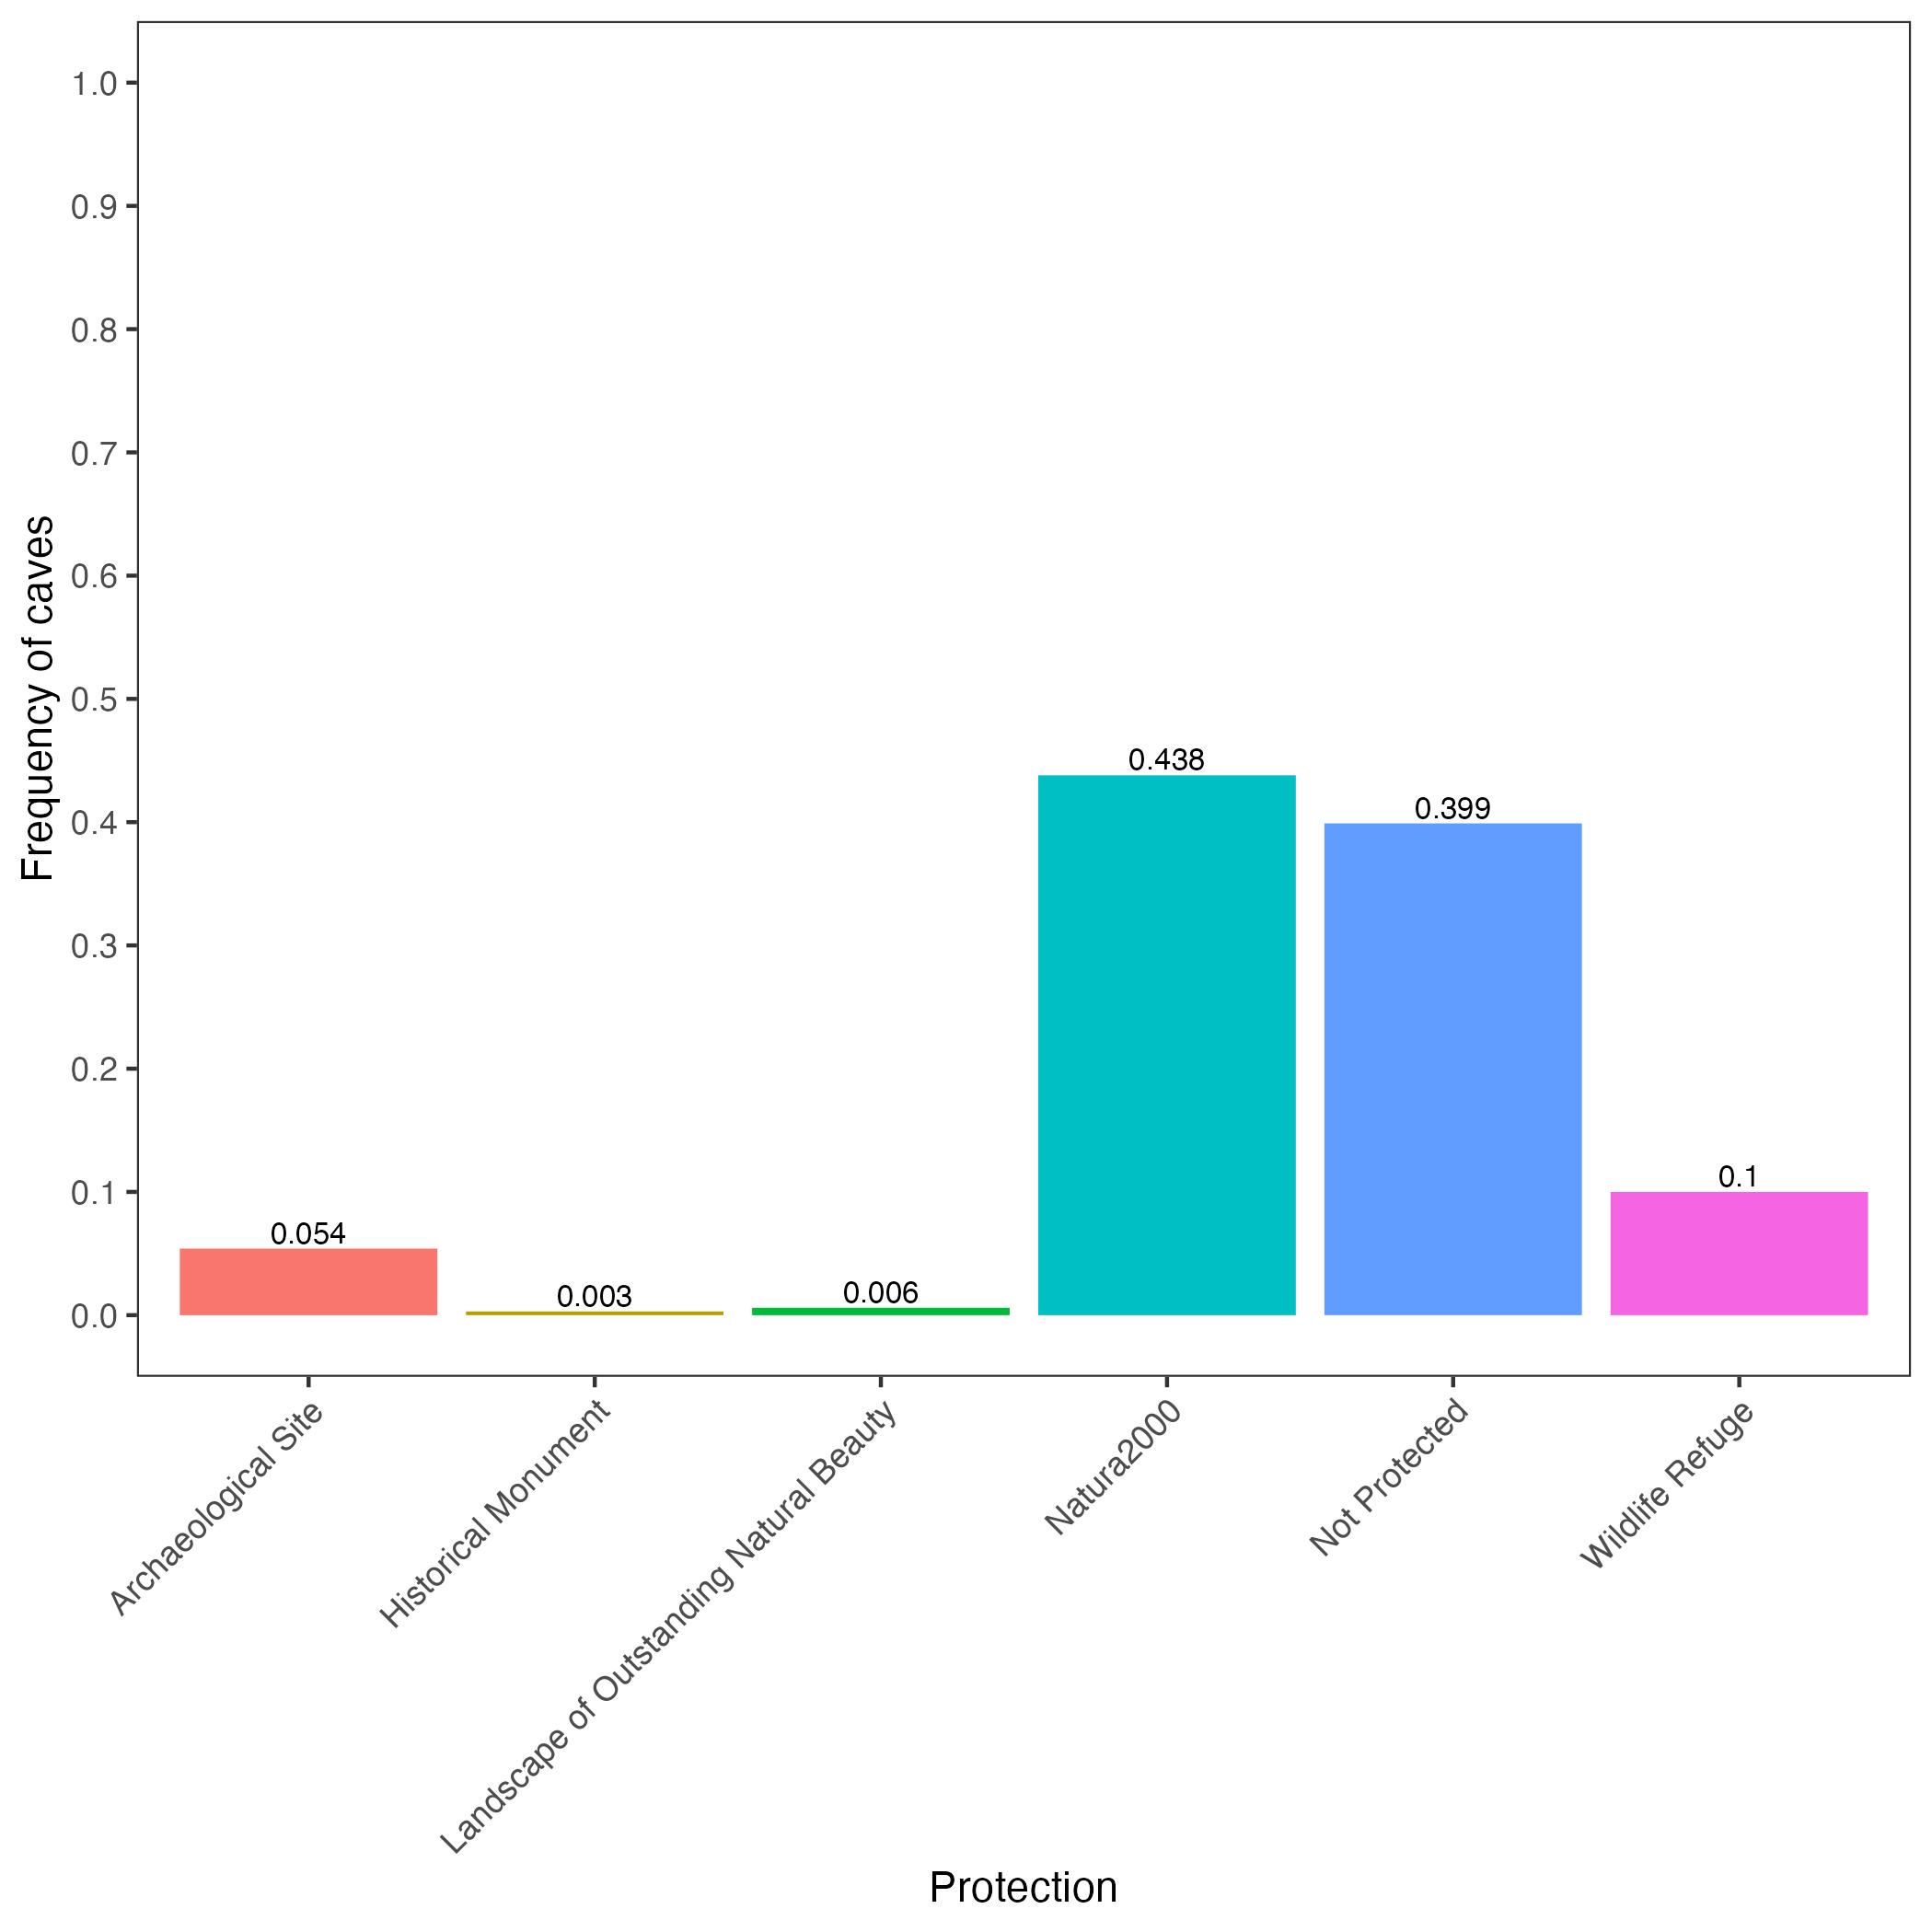 Frequency of caves
1.0
0.9
0.8
0.7
0.6
0.5
0.4
0.3
0.2
0.1
0.0
0.054
0.003
0.006
0.438
0.399
0.1
Archaeological Site
Historical Monument
Landscape of Outstanding Natural Beauty
Natura2000
Not Protected
Wildlife Refuge
Protection